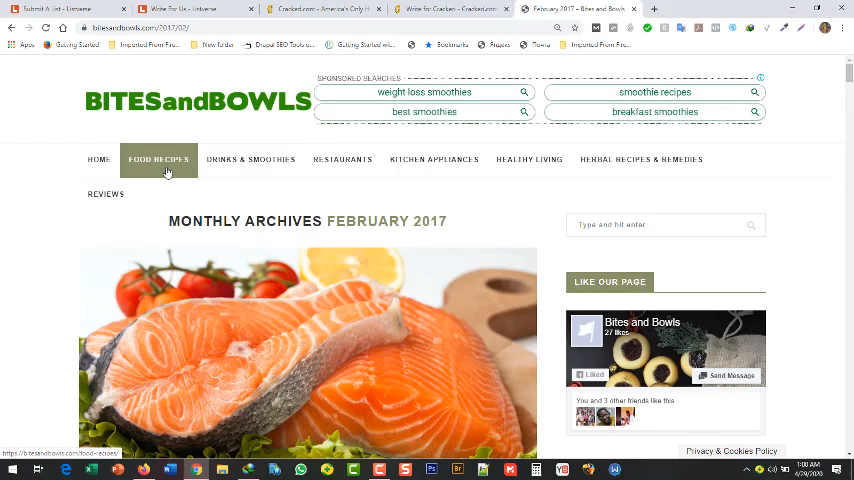 Submit A List - Listverse
Write For Us - Listverse
Cracked.com - America's Only H
Write for Cracked - Cracked.com
February 2017 – Bites and Bowls
bitesandbowls.com/2017/02/
Apps
Getting Started
Imported From...
New folder
Drupal SEO Tools o...
Getting Started wit...
Bookmarks
Яндекс
Почта
Imported From...
BITESandBOWLS
SPONSORED SEARCHES
weight loss smoothies
smoothie recipes
best smoothies
breakfast smoothies
HOME
FOOD RECIPES
DRINKS & SMOOTHIES
RESTAURANTS
KITCHEN APPLIANCES
HEALTHY LIVING
HERBAL RECIPES & REMEDIES
REVIEWS
MONTHLY ARCHIVES FEBRUARY 2017
Type and hit enter...
LIKE OUR PAGE
Bites and Bowls
27 likes
Liked
Send Message
You and 3 other friends like this
https://bitesandbowls.com/food-recipes/
Privacy & Cookies Policy
1:00 AM
4/29/2020